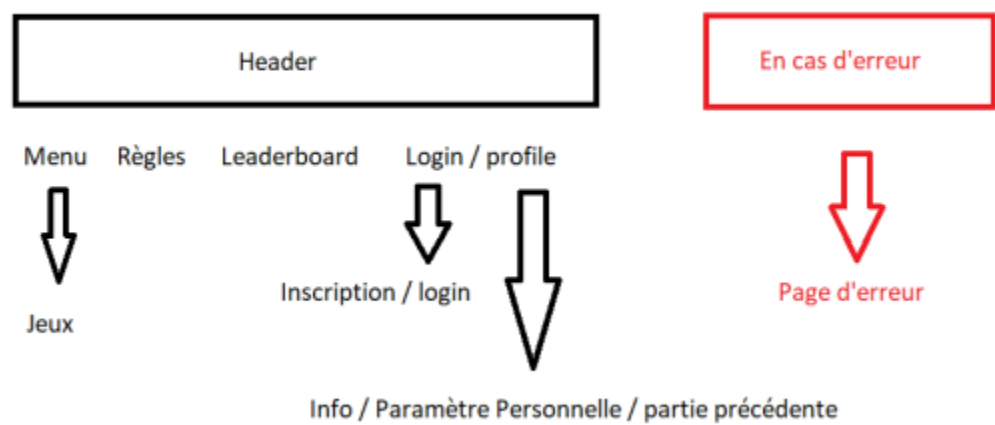 Header
En cas d'erreur
Menu Règles Leaderboard Login / profile
Inscription / login
Page d'erreur
Jeux
Info / Paramètre Personnelle / partie précédente